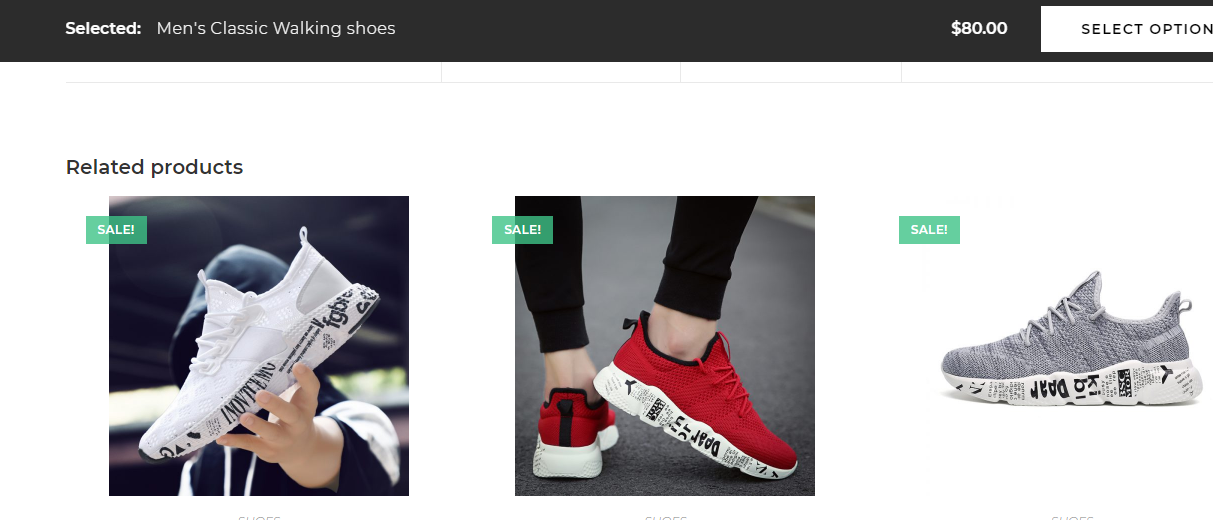 Selected: Men's Classic Walking shoes $80.00 SELECT OPTION
Related products
SALE! SALE! SALE!
SHOES SHOES SHOES